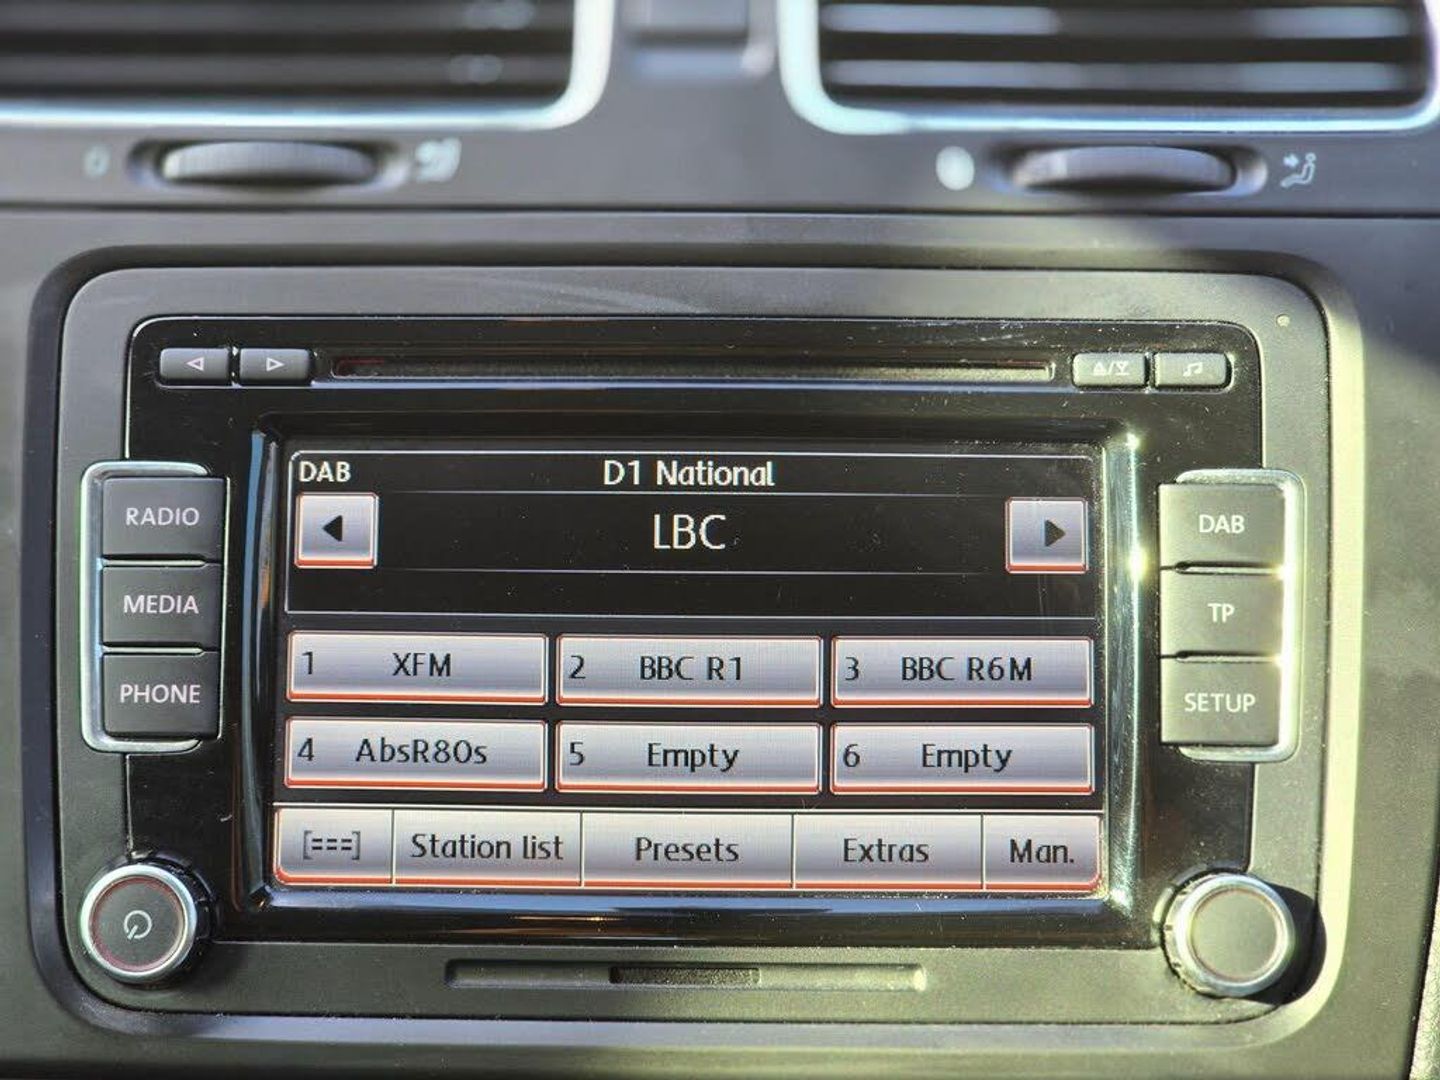 DAB D1 National
LBC
RADIO
MEDIA
PHONE
DAB
TP
SETUP
1 XFM 2 BBC R1 3 BBC R6M
4 AbsR80s 5 Empty 6 Empty
[===] Station list Presets Extras Man.